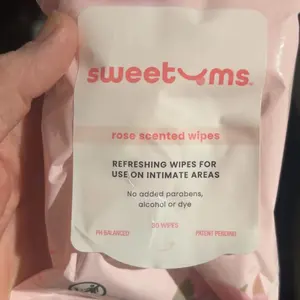 sweetyms
rose scented wipes
REFRESHING WIPES FOR
USE ON INTIMATE AREAS
No added parabens,
alcohol or dye
PH BALANCED
WIPES
PATENT PENDING